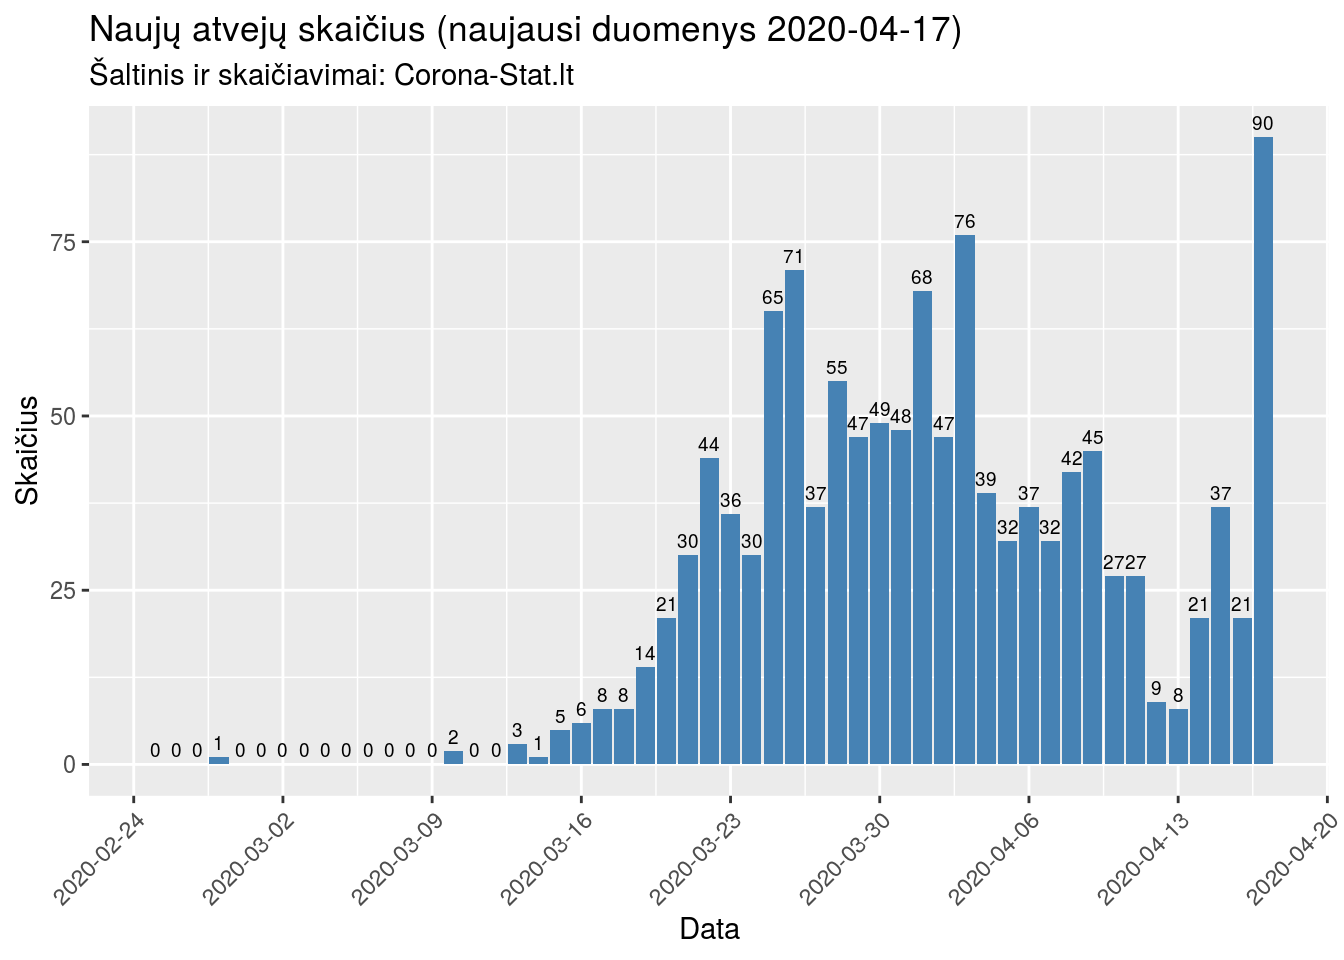 Naujų atvejų skaičius (naujausi duomenys 2020-04-17)
Šaltinis ir skaičiavimai: Corona-Stat.lt
Skaičius
75
50
25
0
0 0 0 1 0 0 0 0 0 0 0 0 0 0 2 0 0 3 1 5 6 8 8 14 21 30 44 36 30 65 71 37 55 47 49 48 68 47 76 39 32 37 32 42 45 27 27 9 8 21 37 21 90
2020-02-24 2020-03-02 2020-03-09 2020-03-16 2020-03-23 2020-03-30 2020-04-06 2020-04-13 2020-04-20
Data